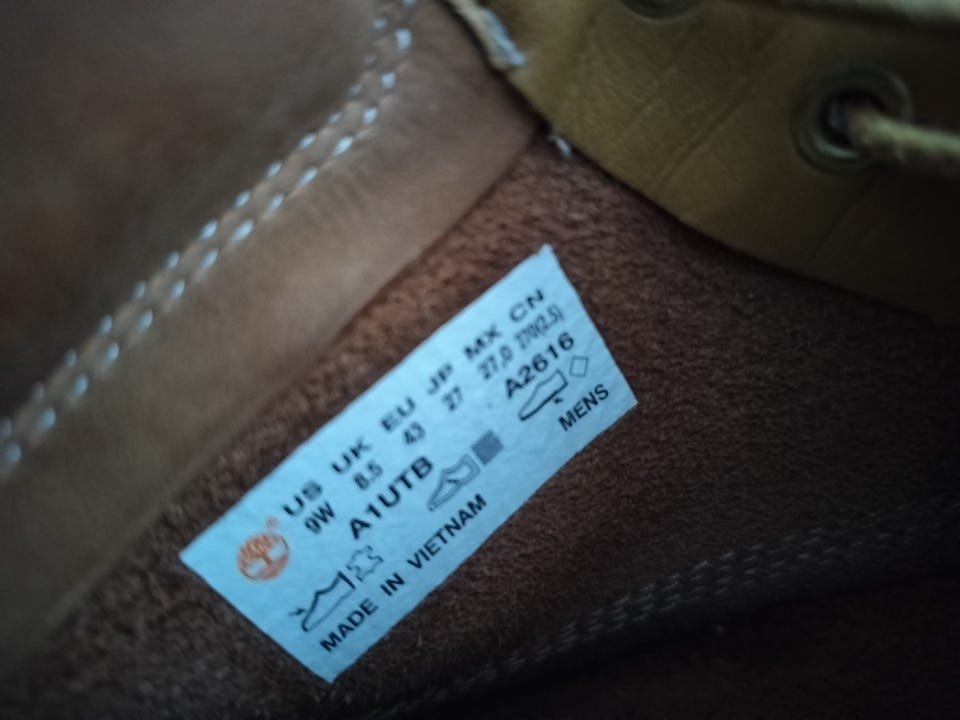 US UK EU JP MX CN
9W 8.5 43 27 27,0 270(2.5)
A1UTB A2616
MENS
MADE IN VIETNAM